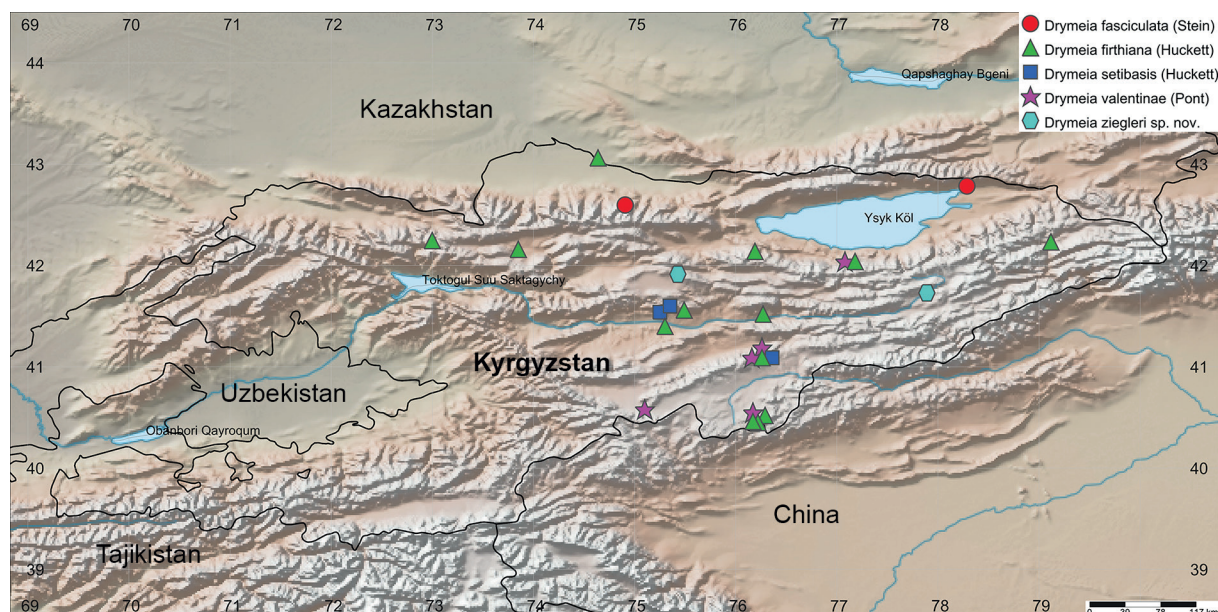 69 70 71 72 73 74 75 76 77 78
Drymeia fasciculata (Stein)
Drymeia firthiana (Huckett)
Drymeia setibasis (Huckett)
Drymeia valentinae (Pont)
Drymeia ziegleri sp. nov.
44
Qapshaghay Bgeni
Kazakhstan
43 43
Ysyk Köl
42 42
Toktogul Suu Saktagychy
Kyrgyzstan
41 41
Uzbekistan
Obanbori Qayroqum
40 40
China
Tajikistan
39 39
69 70 71 72 73 74 75 76 77 78 79
0 39 78 117 km